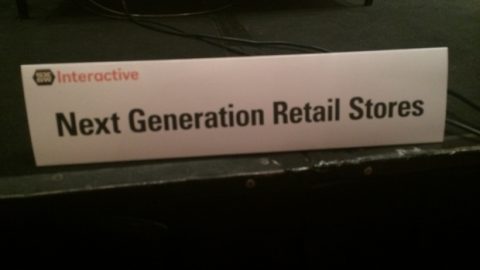 Interactive
Next Generation Retail Stores